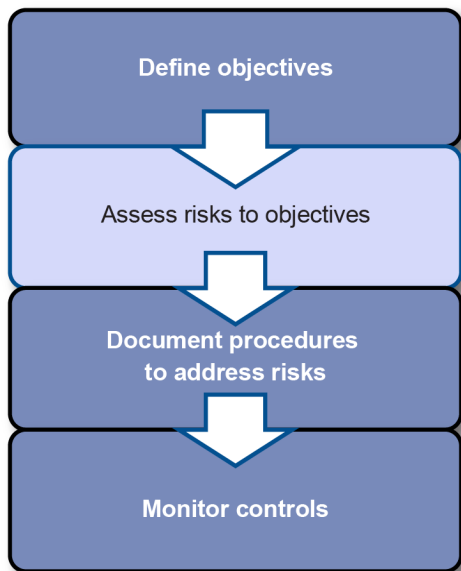 Define objectives
Assess risks to objectives
Document procedures
to address risks
Monitor controls